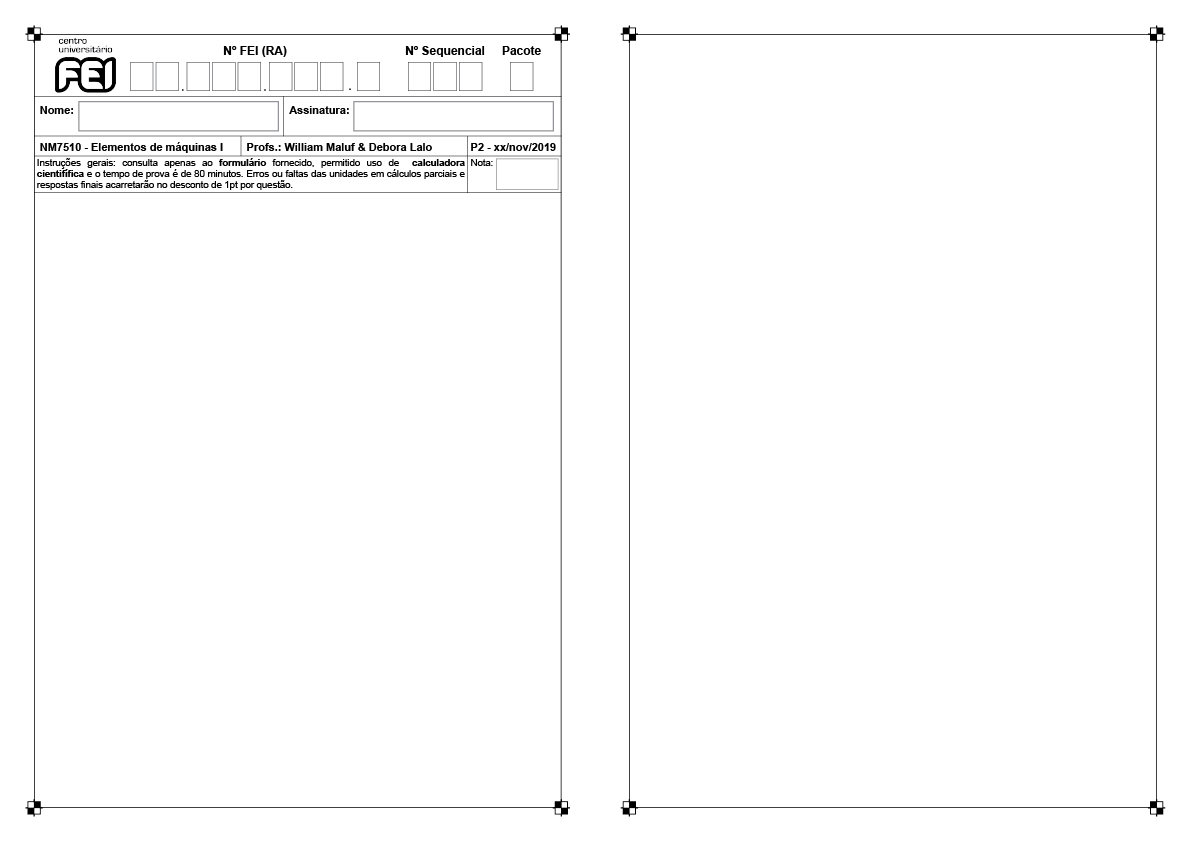 centro
universitário
FEI
Nº FEI (RA)
Nº Sequencial
Pacote
. . .
Nome:
Assinatura:
NM7510 - Elementos de máquinas I
Profs.: William Maluf & Debora Lalo
P2 - xx/nov/2019
Instruções gerais: consulta apenas ao formulário fornecido, permitido uso de calculadora
cientifífica e o tempo de prova é de 80 minutos. Erros ou faltas das unidades em cálculos parciais e
respostas finais acarretarão no desconto de 1pt por questão.
Nota: